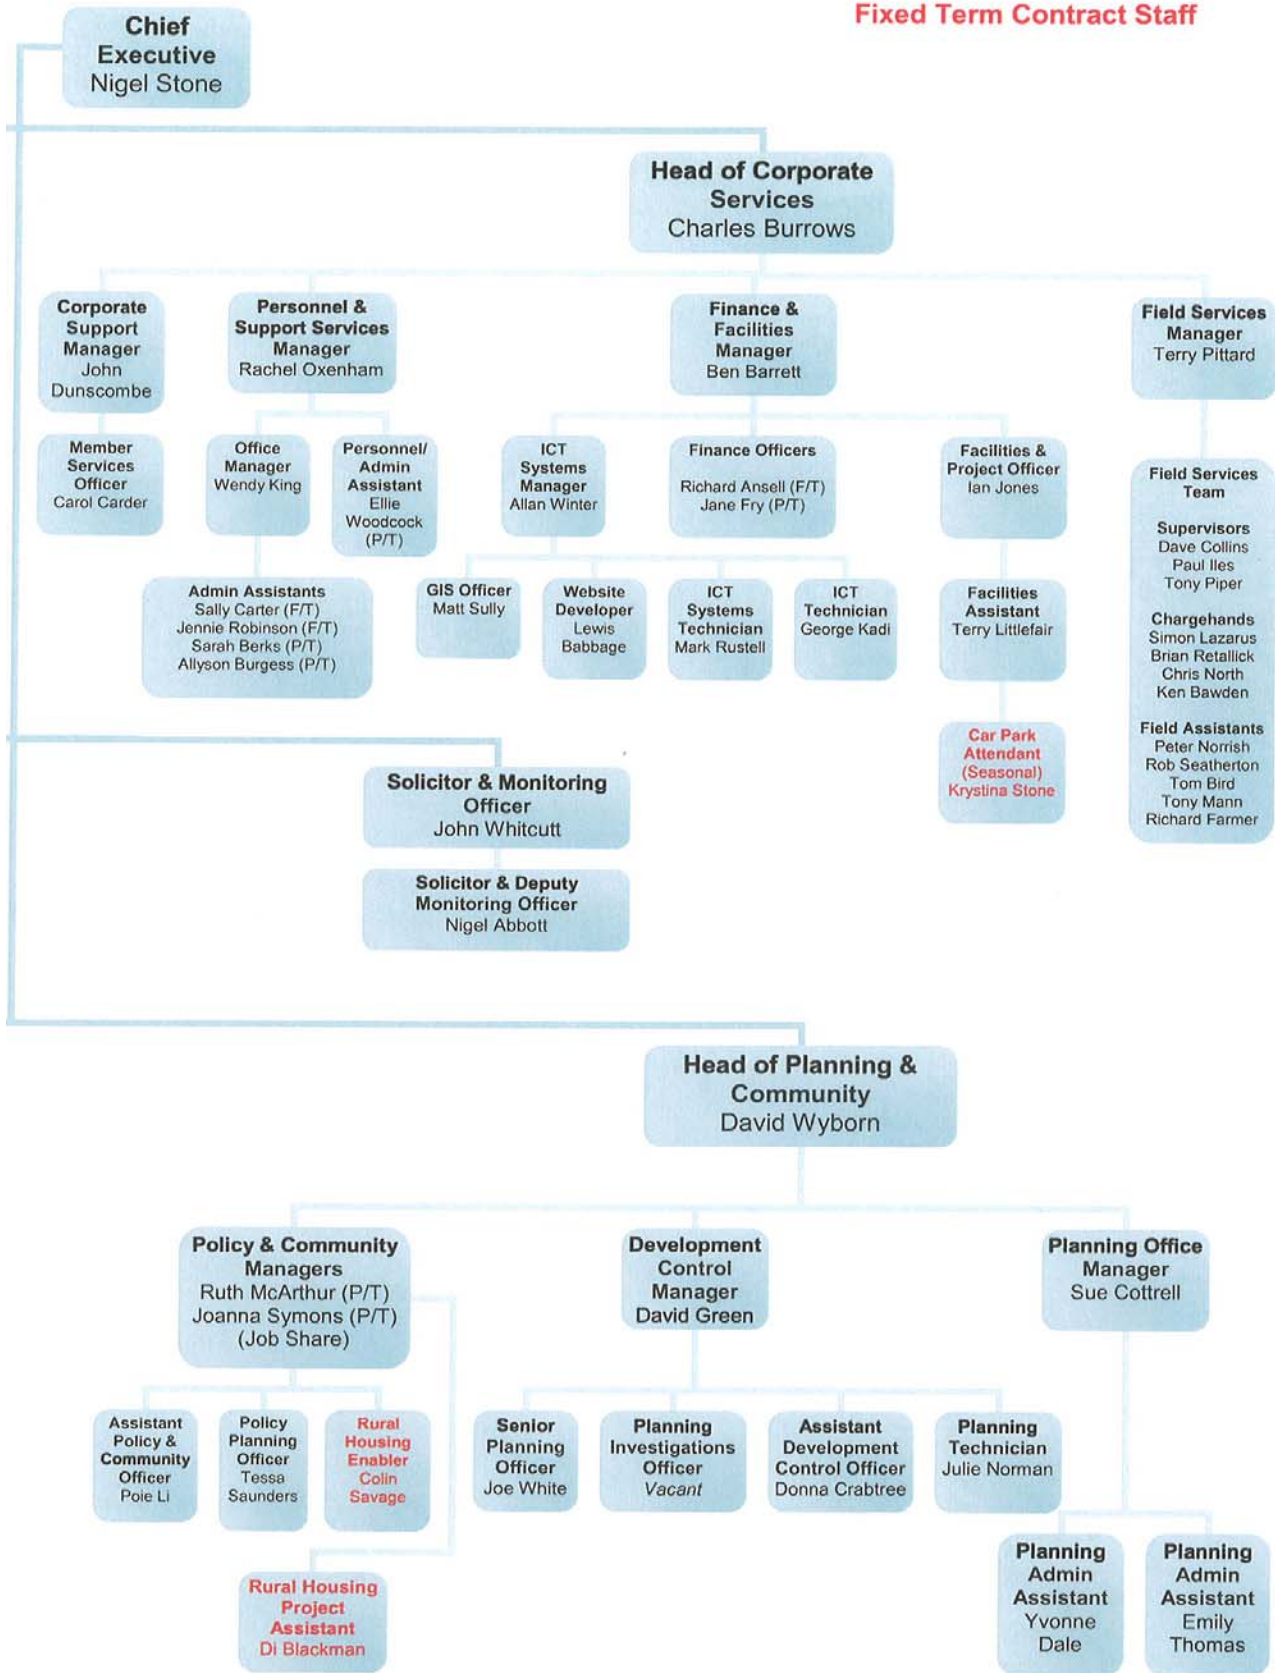 Fixed Term Contract Staff
Chief
Executive
Nigel Stone
Head of Corporate
Services
Charles Burrows
Corporate
Support
Manager
John
Dunscombe
Personnel &
Support Services
Manager
Rachel Oxenham
Finance &
Facilities
Manager
Ben Barrett
Field Services
Manager
Terry Pittard
Member
Services
Officer
Carol Carder
Office
Manager
Wendy King
Personnel/
Admin
Assistant
Ellie
Woodcock
(P/T)
ICT
Systems
Manager
Allan Winter
Finance Officers
Richard Ansell (F/T)
Jane Fry (P/T)
Facilities &
Project Officer
Ian Jones
Field Services
Team
Supervisors
Dave Collins
Paul Iles
Tony Piper
Chargehands
Simon Lazarus
Brian Retallick
Chris North
Ken Bawden
Field Assistants
Peter Norrish
Rob Seatherton
Tom Bird
Tony Mann
Richard Farmer
Admin Assistants
Sally Carter (F/T)
Jennie Robinson (F/T)
Sarah Berks (P/T)
Allyson Burgess (P/T)
GIS Officer
Matt Sully
Website
Developer
Lewis
Babbage
ICT
Systems
Technician
Mark Rustell
ICT
Technician
George Kadi
Facilities
Assistant
Terry Littlefair
Car Park
Attendant
(Seasonal)
Krystina Stone
Solicitor & Monitoring
Officer
John Whitcutt
Solicitor & Deputy
Monitoring Officer
Nigel Abbott
Head of Planning &
Community
David Wyborn
Policy & Community
Managers
Ruth McArthur (P/T)
Joanna Symons (P/T)
(Job Share)
Development
Control
Manager
David Green
Planning Office
Manager
Sue Cottrell
Assistant
Policy &
Community
Officer
Poie Li
Policy
Planning
Officer
Tessa
Saunders
Rural
Housing
Enabler
Colin
Savage
Senior
Planning
Officer
Joe White
Planning
Investigations
Officer
Vacant
Assistant
Development
Control Officer
Donna Crabtree
Planning
Technician
Julie Norman
Rural Housing
Project
Assistant
Di Blackman
Planning
Admin
Assistant
Yvonne
Dale
Planning
Admin
Assistant
Emily
Thomas